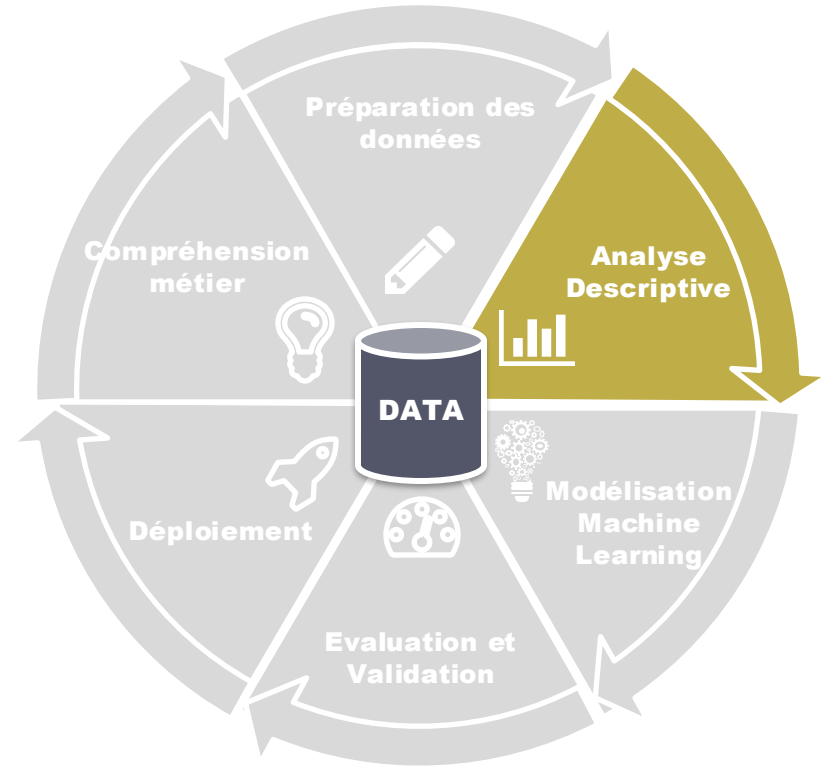 Préparation des
données
Analyse
Descriptive
Modélisation
Machine
Learning
Evaluation et
Validation
Déploiement
Compréhension
métier
DATA